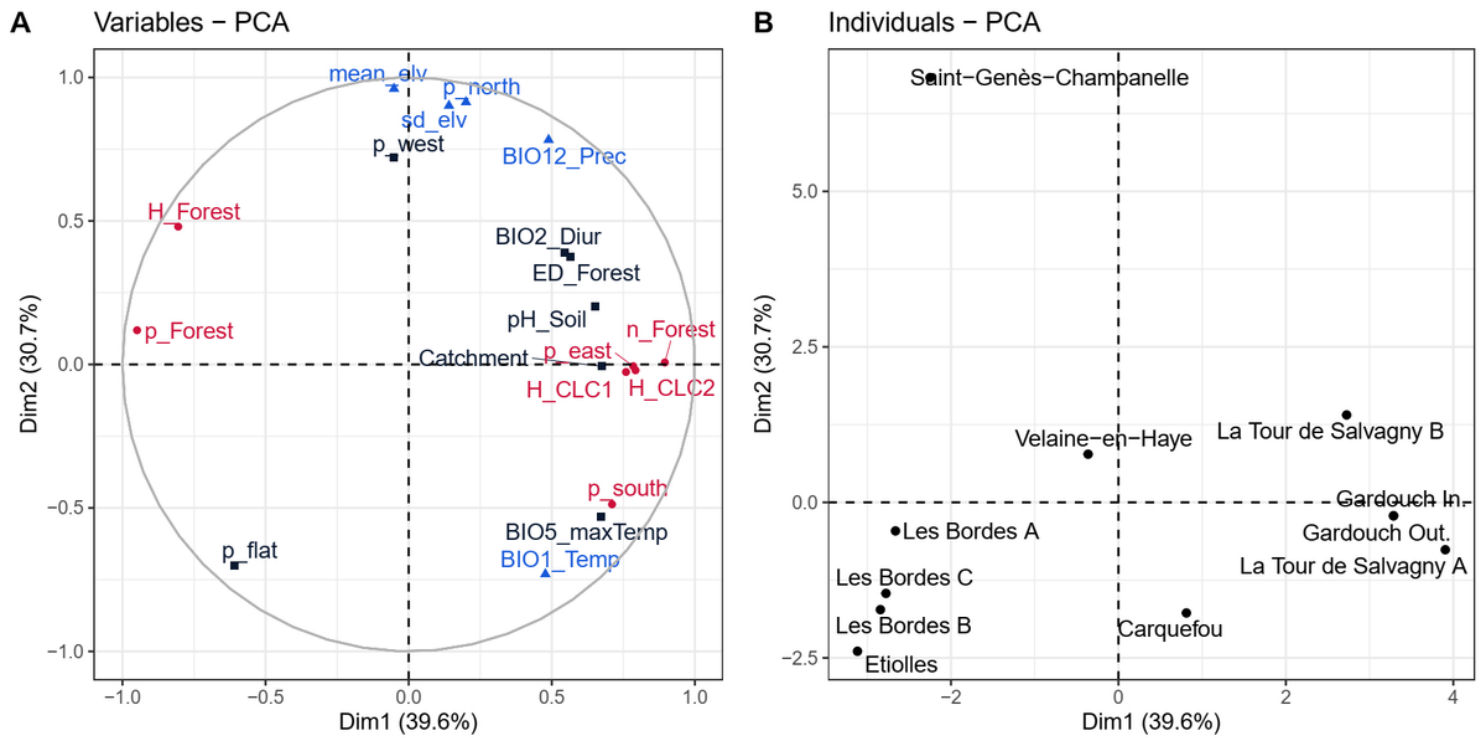 A
Variables − PCA
1.0
0.5
0.0
−0.5
−1.0
Dim2 (30.7%)
mean_elv
p_north
sd_elv
p_west
BIO12_Prec
H_Forest
BIO2_Diur
ED_Forest
p_Forest
pH_Soil
n_Forest
Catchment
p_east
H_CLC1
H_CLC2
p_south
BIO5_maxTemp
p_flat
BIO1_Temp
−1.0
−0.5
0.0
0.5
1.0
Dim1 (39.6%)
B
Individuals − PCA
5.0
2.5
0.0
−2.5
Dim2 (30.7%)
Saint−Genès−Champanelle
La Tour de Salvagny B
Velaine−en−Haye
Gardouch In.
Les Bordes A
Gardouch Out.
La Tour de Salvagny A
Les Bordes C
Les Bordes B
Carquefou
Etiolles
−2
0
2
4
Dim1 (39.6%)